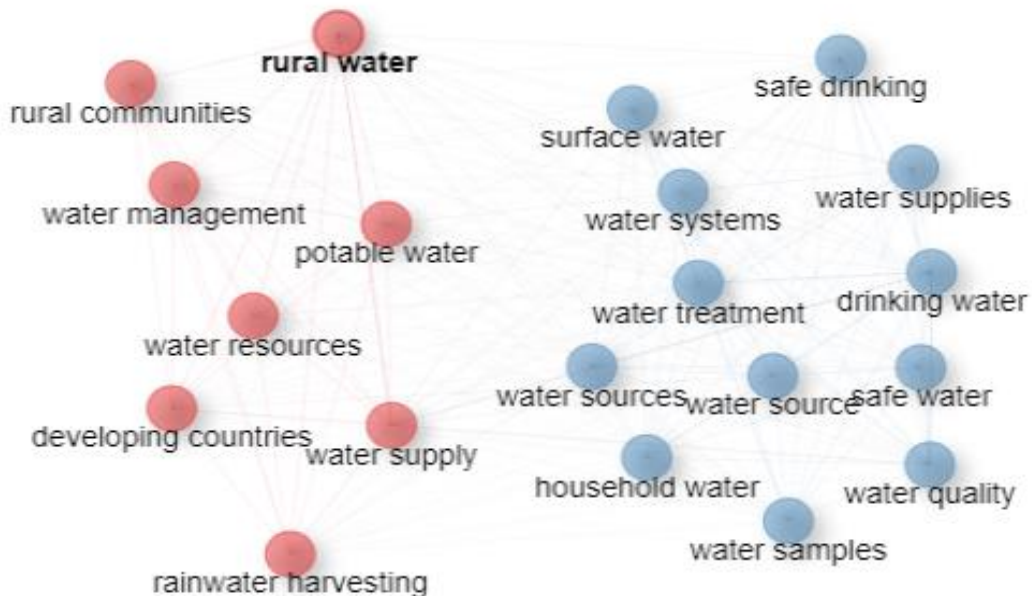 rural water
safe drinking
rural communities
surface water
water supplies
water management
water systems
potable water
drinking water
water treatment
water resources
water sources
water source
safe water
developing countries
water supply
household water
water quality
water samples
rainwater harvesting